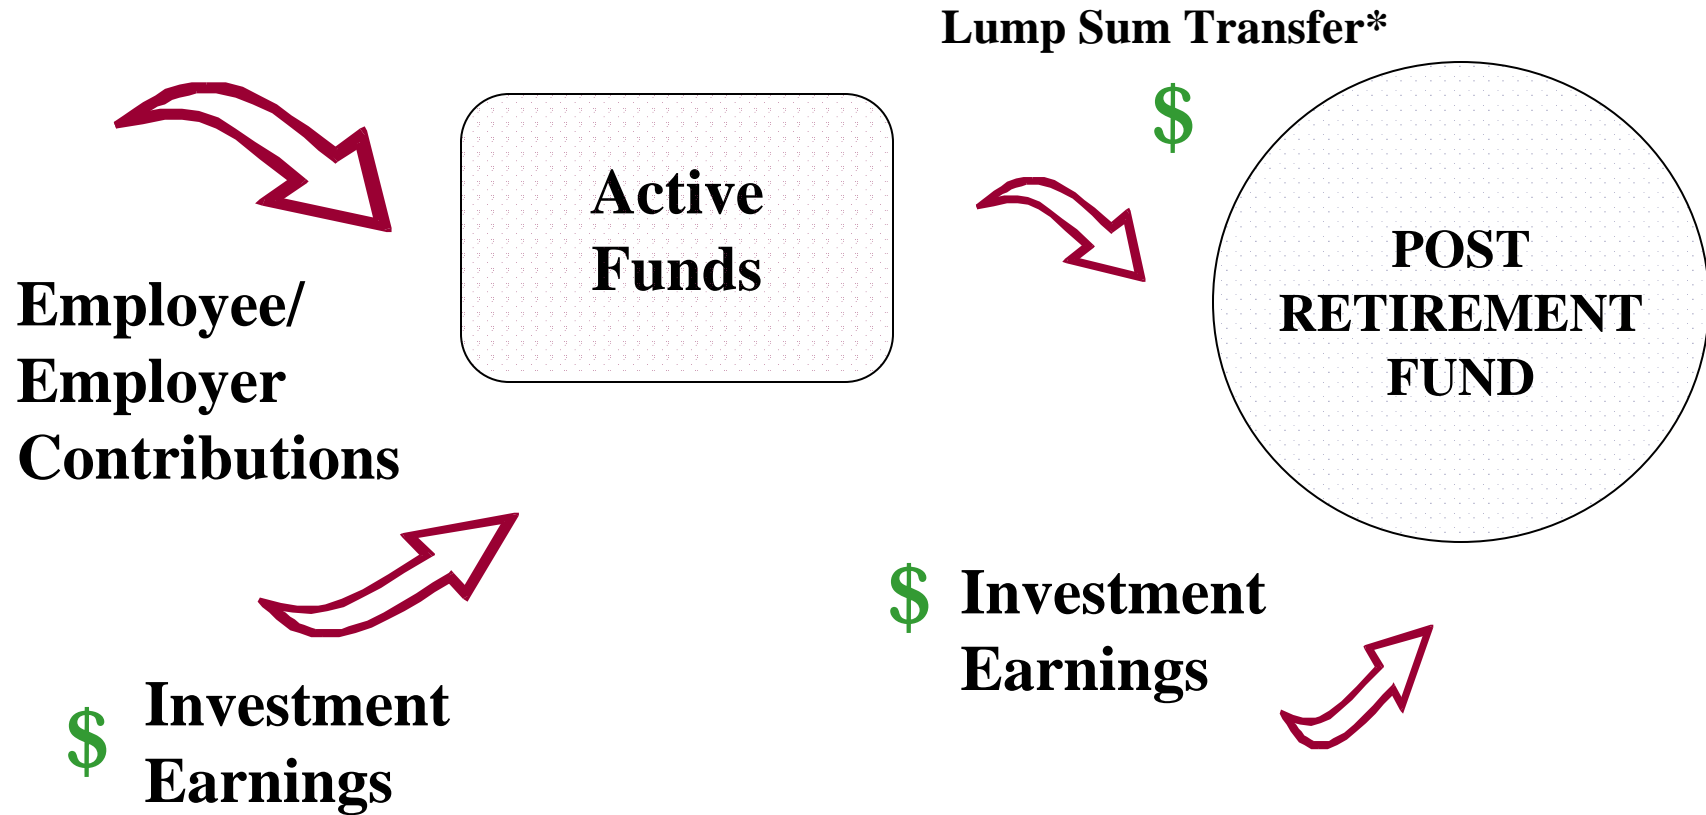 Lump Sum Transfer*
$
Active
Funds
POST
RETIREMENT
FUND
Employee/
Employer
Contributions
$ Investment
Earnings
$ Investment
Earnings